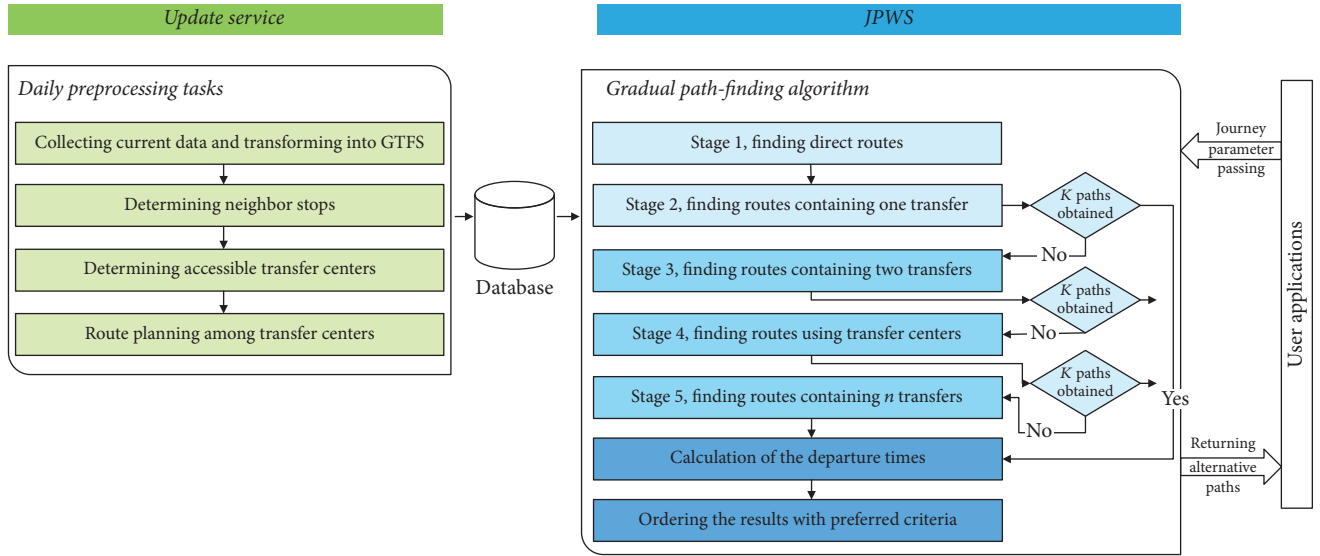 Update service
JPWS
Daily preprocessing tasks
Collecting current data and transforming into GTFS
Determining neighbor stops
Determining accessible transfer centers
Route planning among transfer centers
Database
Gradual path-finding algorithm
Stage 1, finding direct routes
Stage 2, finding routes containing one transfer
K paths
obtained
No
Stage 3, finding routes containing two transfers
K paths
obtained
No
Stage 4, finding routes using transfer centers
K paths
obtained
Yes
Stage 5, finding routes containing n transfers
No
Calculation of the departure times
Ordering the results with preferred criteria
Journey
parameter
passing
Returning
alternative
paths
User applications